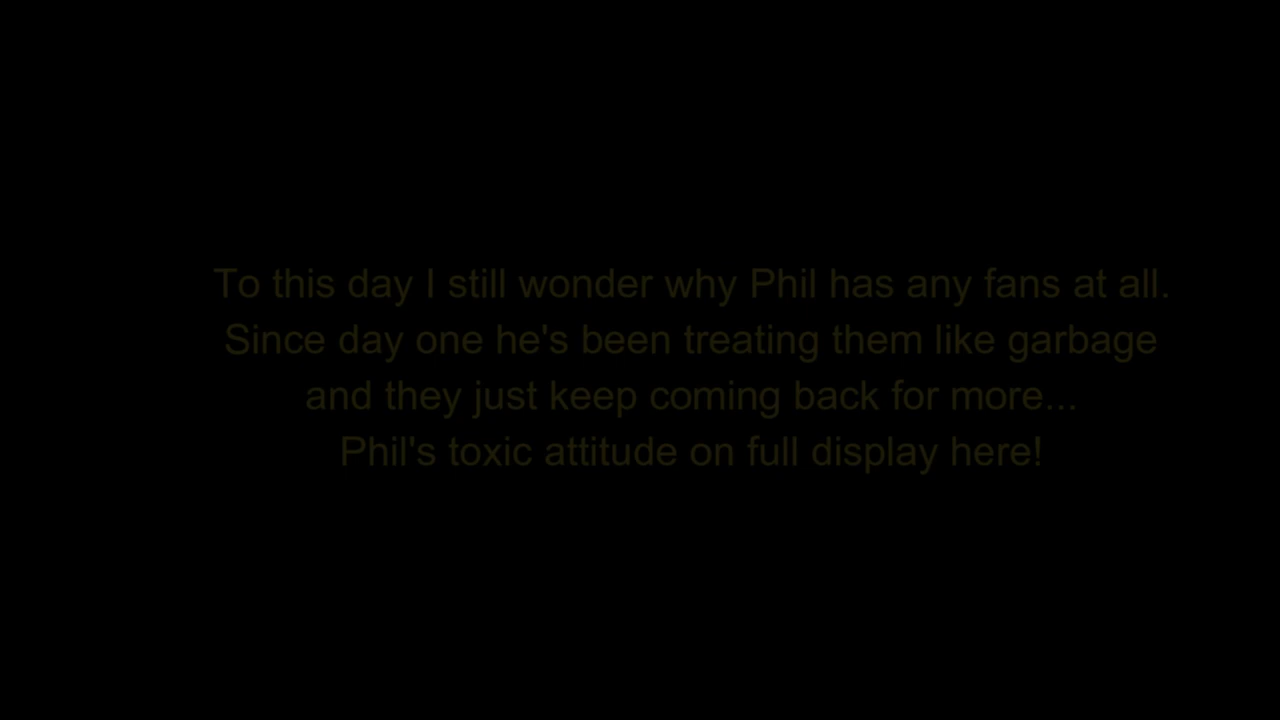 To this day I still wonder why Phil has any fans at all.
Since day one he's been treating them like garbage
and they just keep coming back for more...
Phil's toxic attitude on full display here!